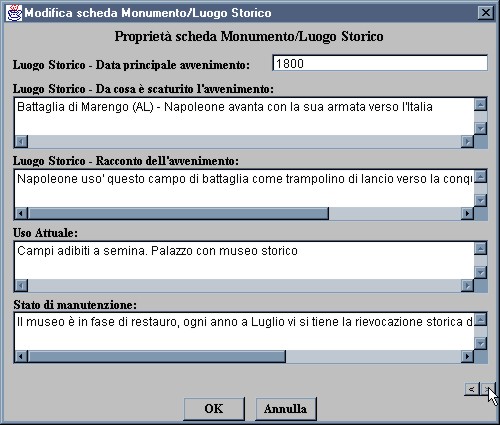 Modifica scheda Monumento/Luogo Storico
Proprietà scheda Monumento/Luogo Storico
Luogo Storico - Data principale avvenimento:
1800
Luogo Storico - Da cosa è scaturito l'avvenimento:
Battaglia di Marengo (AL) - Napoleone avanta con la sua armata verso l'Italia
Luogo Storico - Racconto dell'avvenimento:
Napoleone uso' questo campo di battaglia come trampolino di lancio verso la conqu
Uso Attuale:
Campi adibiti a semina. Palazzo con museo storico
Stato di manutenzione:
Il museo è in fase di restauro, ogni anno a Luglio vi si tiene la rievocazione storica d
< >
OK Annulla